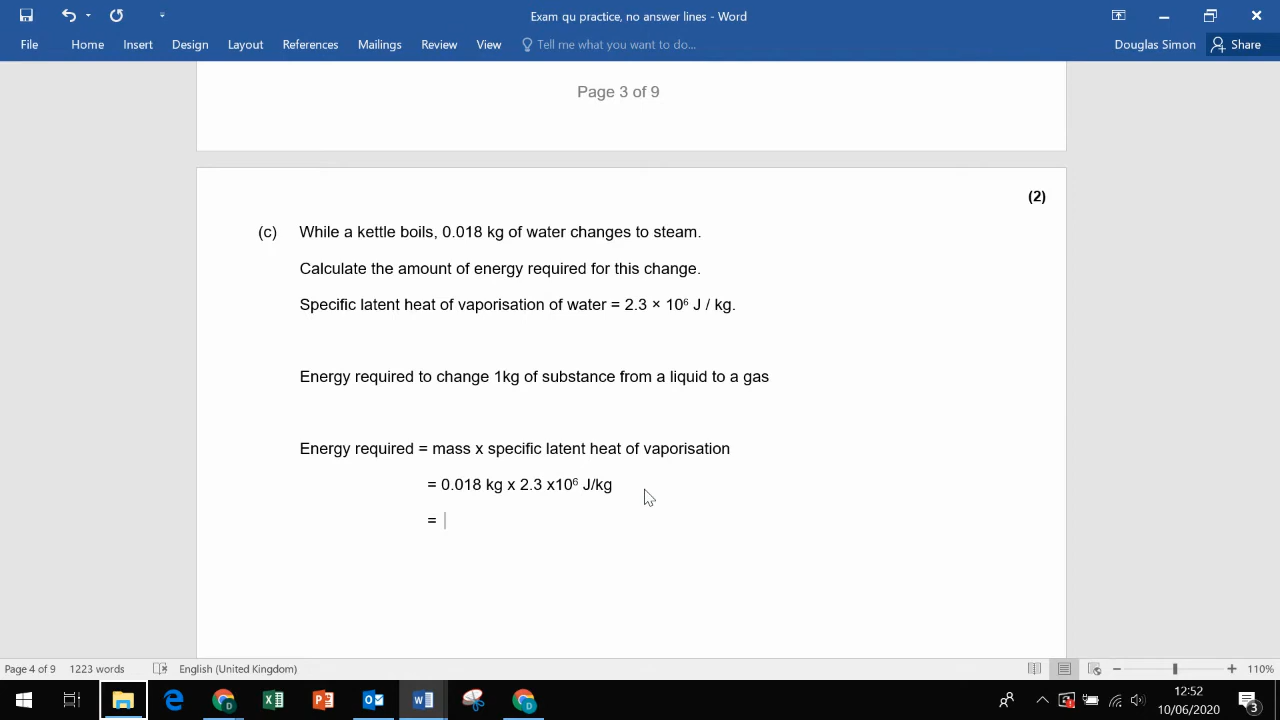 Exam qu practice, no answer lines - Word
File Home Insert Design Layout References Mailings Review View Tell me what you want to do... Douglas Simon Share
Page 3 of 9
(2)
(c) While a kettle boils, 0.018 kg of water changes to steam.
Calculate the amount of energy required for this change.
Specific latent heat of vaporisation of water = 2.3 × 10⁶ J / kg.
Energy required to change 1kg of substance from a liquid to a gas
Energy required = mass x specific latent heat of vaporisation
= 0.018 kg x 2.3 x10⁶ J/kg
=
Page 4 of 9 1223 words English (United Kingdom) 110%
12:52
10/06/2020
3